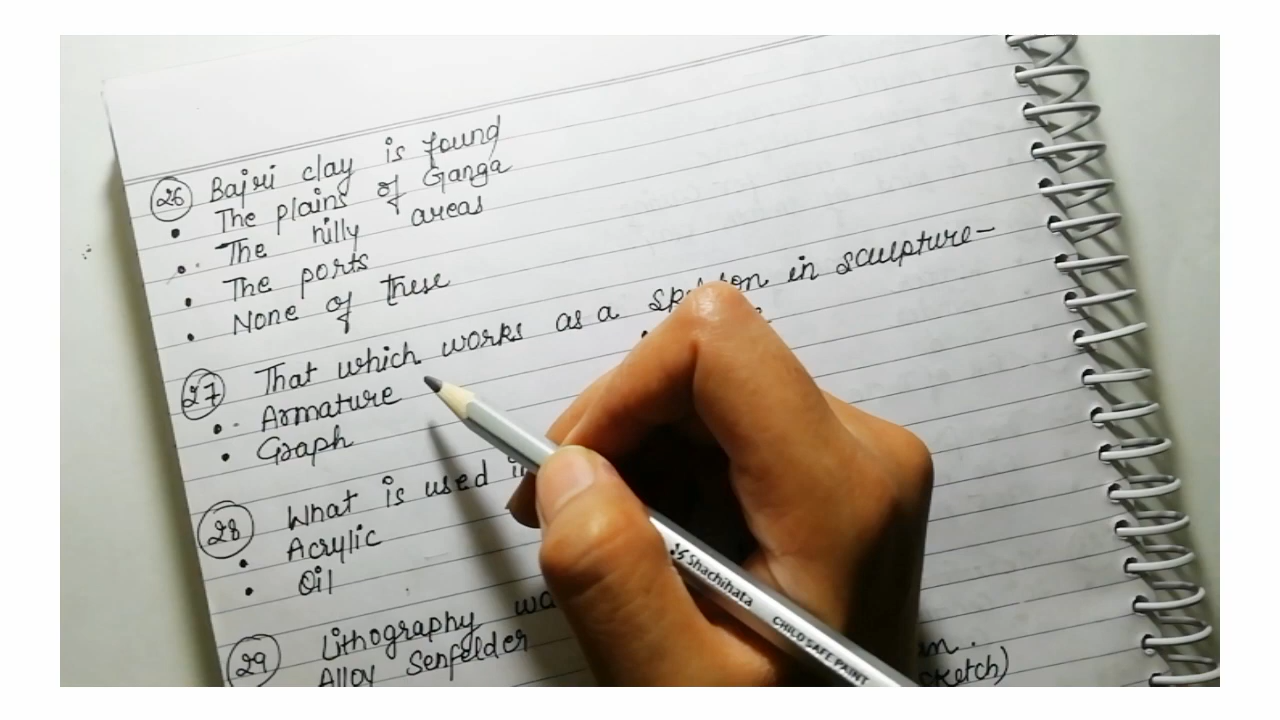 26 Bajri clay is found
• The plains of Ganga
• The hilly areas
• The ports
• None of these
27 That which works as a in sculpture-
• Armature
• Graph
28 What is used
• Acrylic
• Oil
29 Lithography
Alloy Senfelder
sketch)
Shachihata
CHILD SAFE PAINT